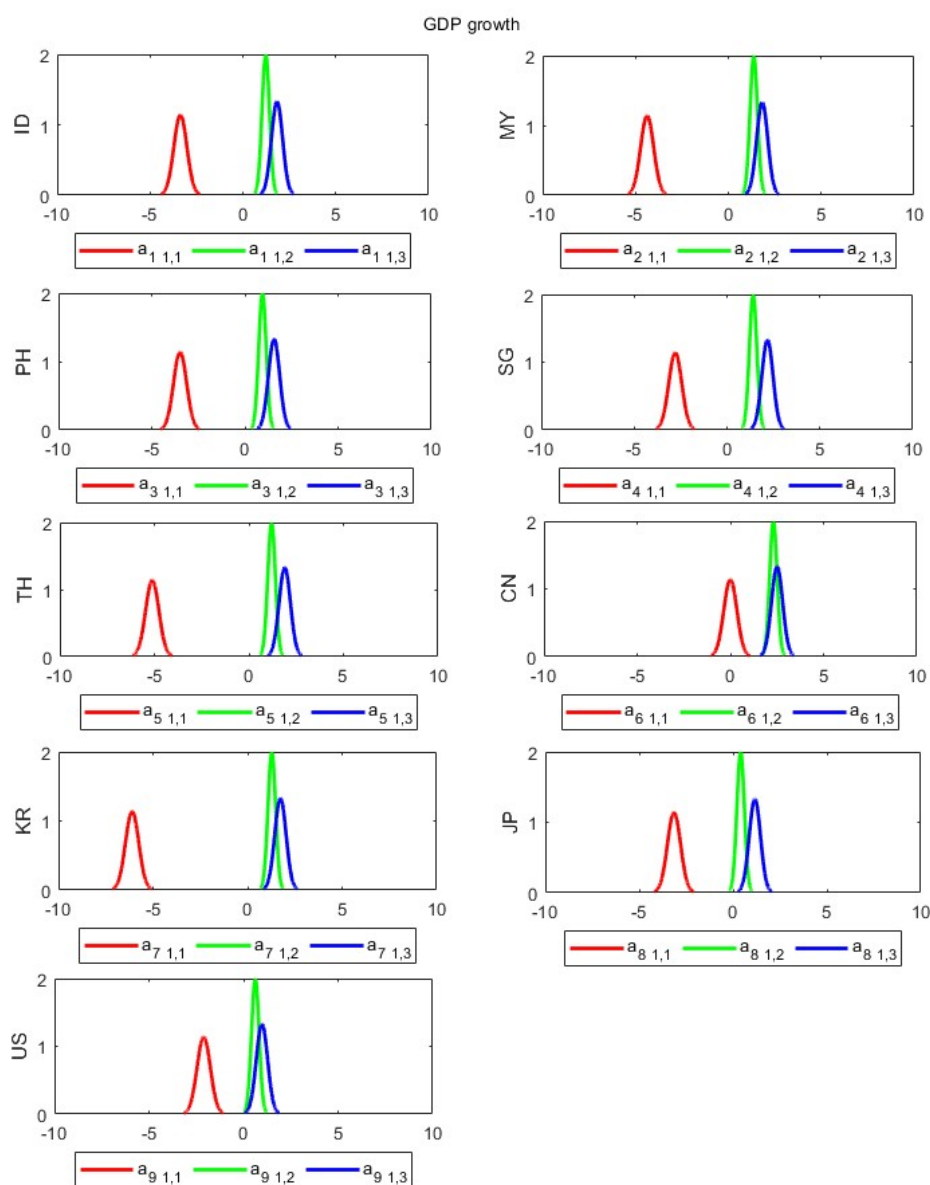 GDP growth
ID
2
1
0
-10 -5 0 5 10
a1 1,1 a1 1,2 a1 1,3
MY
2
1
0
-10 -5 0 5 10
a2 1,1 a2 1,2 a2 1,3
PH
2
1
0
-10 -5 0 5 10
a3 1,1 a3 1,2 a3 1,3
SG
2
1
0
-10 -5 0 5 10
a4 1,1 a4 1,2 a4 1,3
TH
2
1
0
-10 -5 0 5 10
a5 1,1 a5 1,2 a5 1,3
CN
2
1
0
-10 -5 0 5 10
a6 1,1 a6 1,2 a6 1,3
KR
2
1
0
-10 -5 0 5 10
a7 1,1 a7 1,2 a7 1,3
JP
2
1
0
-10 -5 0 5 10
a8 1,1 a8 1,2 a8 1,3
US
2
1
0
-10 -5 0 5 10
a9 1,1 a9 1,2 a9 1,3